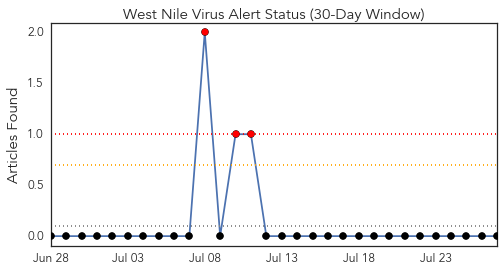 West Nile Virus Alert Status (30-Day Window)
Articles Found
2.0
1.5
1.0
0.5
0.0
Jun 28
Jul 03
Jul 08
Jul 13
Jul 18
Jul 23